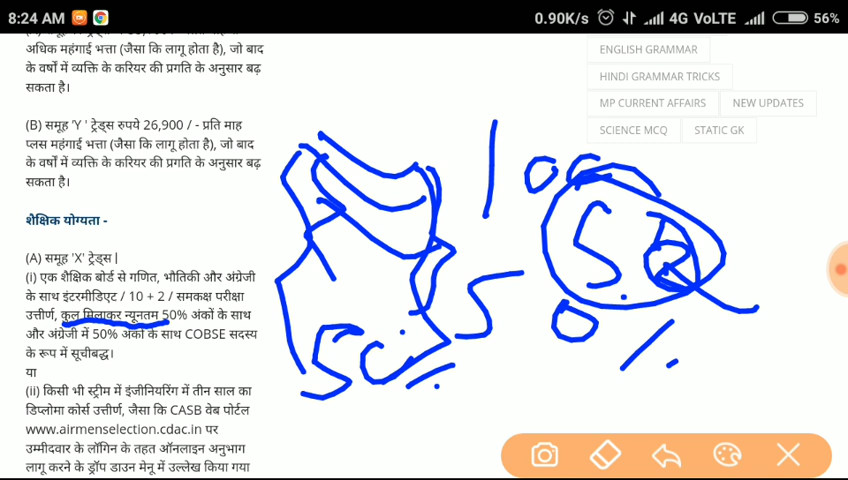 8:24 AM 0.90K/s 4G VoLTE 56%
अधिक महंगाई भत्ता (जैसा कि लागू होता है), जो बाद
के वर्षों में व्यक्ति के करियर की प्रगति के अनुसार बढ़
सकता है।
(B) समूह 'Y ' ट्रेड्स रुपये 26,900 / - प्रति माह
प्लस महंगाई भत्ता (जैसा कि लागू होता है), जो बाद
के वर्षों में व्यक्ति के करियर की प्रगति के अनुसार बढ़
सकता है।
शैक्षिक योग्यता -
(A) समूह 'X' ट्रेड्स |
(i) एक शैक्षिक बोर्ड से गणित, भौतिकी और अंग्रेजी
के साथ इंटरमीडिएट / 10 + 2 / समकक्ष परीक्षा
उत्तीर्ण, कुल मिलाकर न्यूनतम 50% अंकों के साथ
और अंग्रेजी में 50% अंकों के साथ COBSE सदस्य
के रूप में सूचीबद्ध।
या
(ii) किसी भी स्ट्रीम में इंजीनियरिंग में तीन साल का
डिप्लोमा कोर्स उत्तीर्ण, जैसा कि CASB वेब पोर्टल
www.airmenselection.cdac.in पर
उम्मीदवार के लॉगिन के तहत ऑनलाइन अनुभाग
लागू करने के ड्रॉप डाउन मेनू में उल्लेख किया गया
ENGLISH GRAMMAR
HINDI GRAMMAR TRICKS
MP CURRENT AFFAIRS NEW UPDATES
SCIENCE MCQ STATIC GK
100
S.R
Sci.
50%.